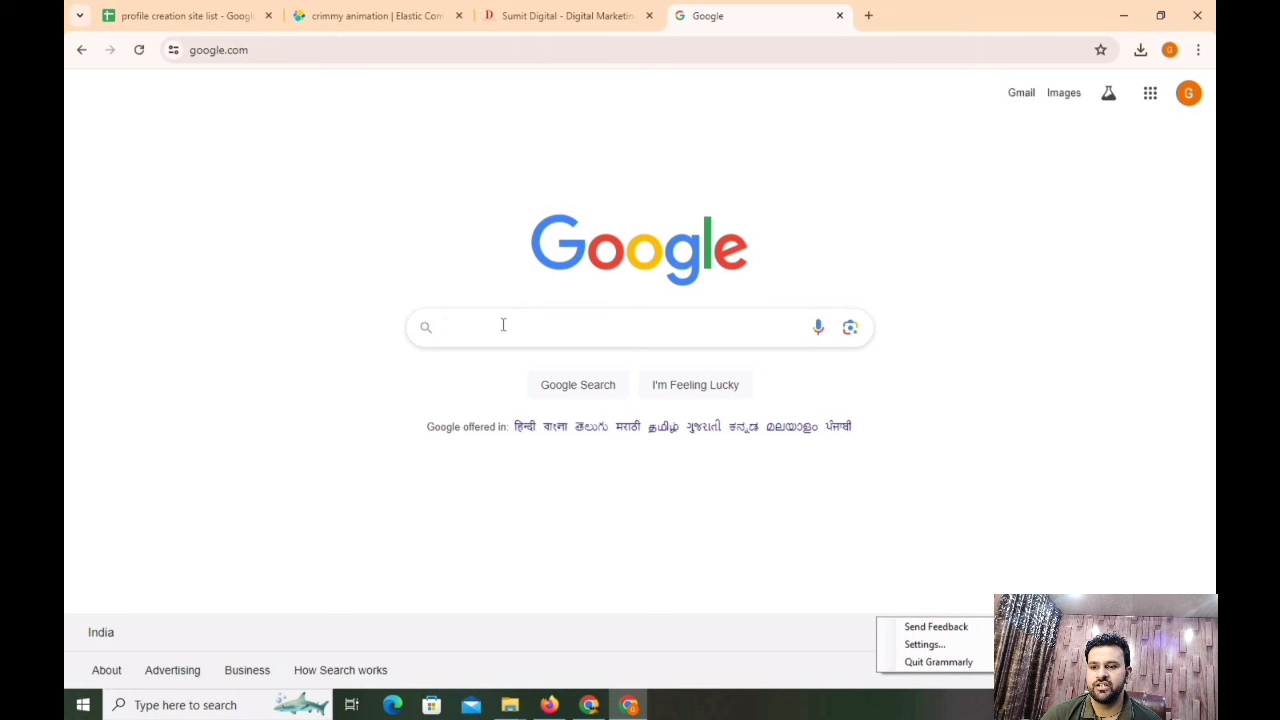 profile creation site list - Googl
crimmy animation | Elastic Com
Sumit Digital - Digital Marketin
Google
google.com
Gmail
Images
G
Google
Google Search
I'm Feeling Lucky
Google offered in: हिन्दी বাংলা తెలుగు मराठी தமிழ் ગુજરાતી ಕನ್ನಡ മലയാളം ਪੰਜਾਬੀ
India
Send Feedback
Settings...
Quit Grammarly
About
Advertising
Business
How Search works
Type here to search